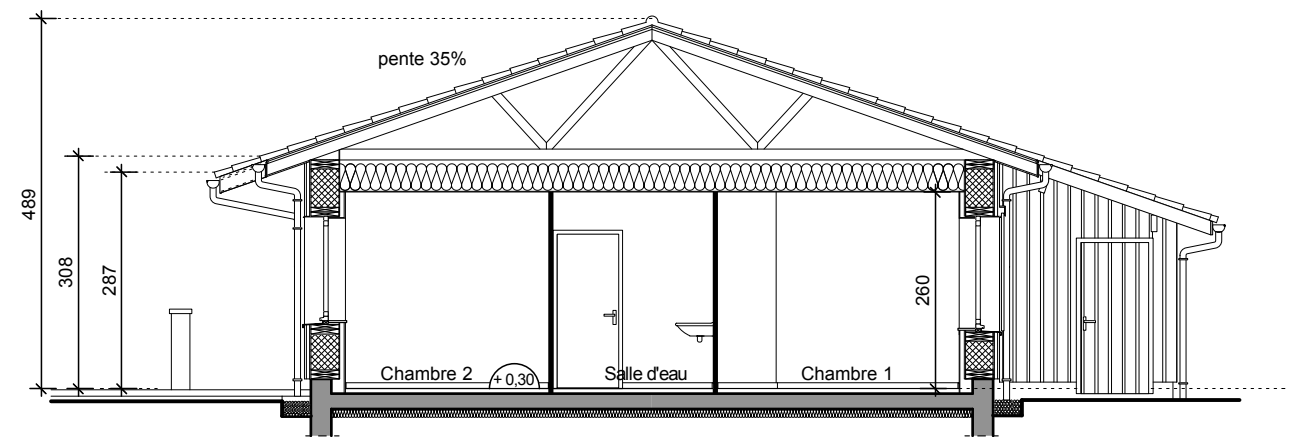 pente 35%
489
308
287
260
Chambre 2
+ 0,30
Salle d'eau
Chambre 1